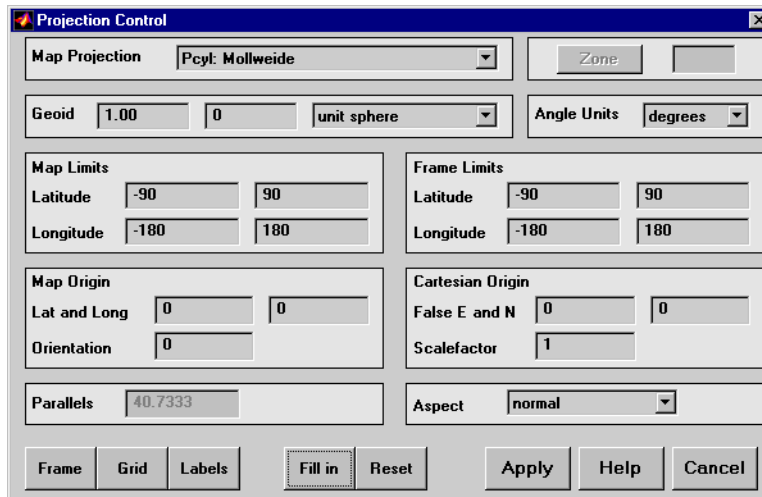 Projection Control
Map Projection Pcyl: Mollweide Zone
Geoid 1.00 0 unit sphere Angle Units degrees
Map Limits Frame Limits
Latitude -90 90 Latitude -90 90
Longitude -180 180 Longitude -180 180
Map Origin Cartesian Origin
Lat and Long 0 0 False E and N 0 0
Orientation 0 Scalefactor 1
Parallels 40.7333 Aspect normal
Frame Grid Labels Fill in Reset Apply Help Cancel